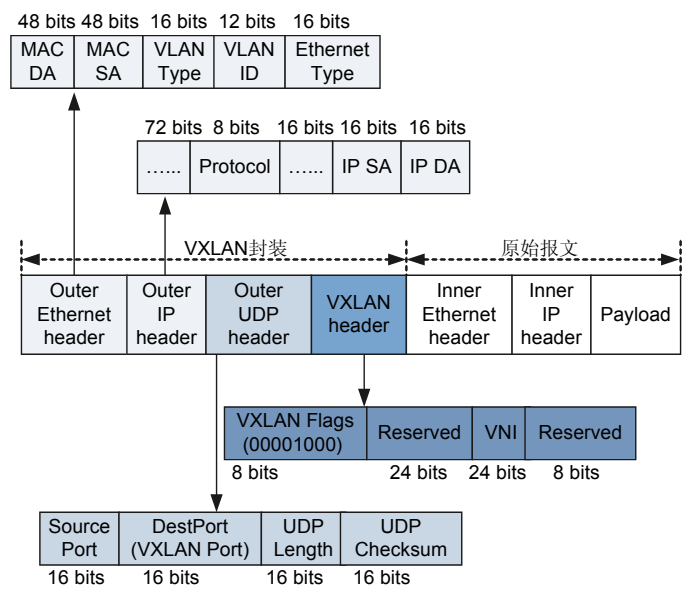 48 bits 48 bits 16 bits 12 bits 16 bits
MAC DA MAC SA VLAN Type VLAN ID Ethernet Type
72 bits 8 bits 16 bits 16 bits 16 bits
...... Protocol ...... IP SA IP DA
VXLAN封装 原始报文
Outer Ethernet header
Outer IP header
Outer UDP header
VXLAN header
Inner Ethernet header
Inner IP header
Payload
VXLAN Flags (00001000) Reserved VNI Reserved
8 bits 24 bits 24 bits 8 bits
Source Port DestPort (VXLAN Port) UDP Length UDP Checksum
16 bits 16 bits 16 bits 16 bits